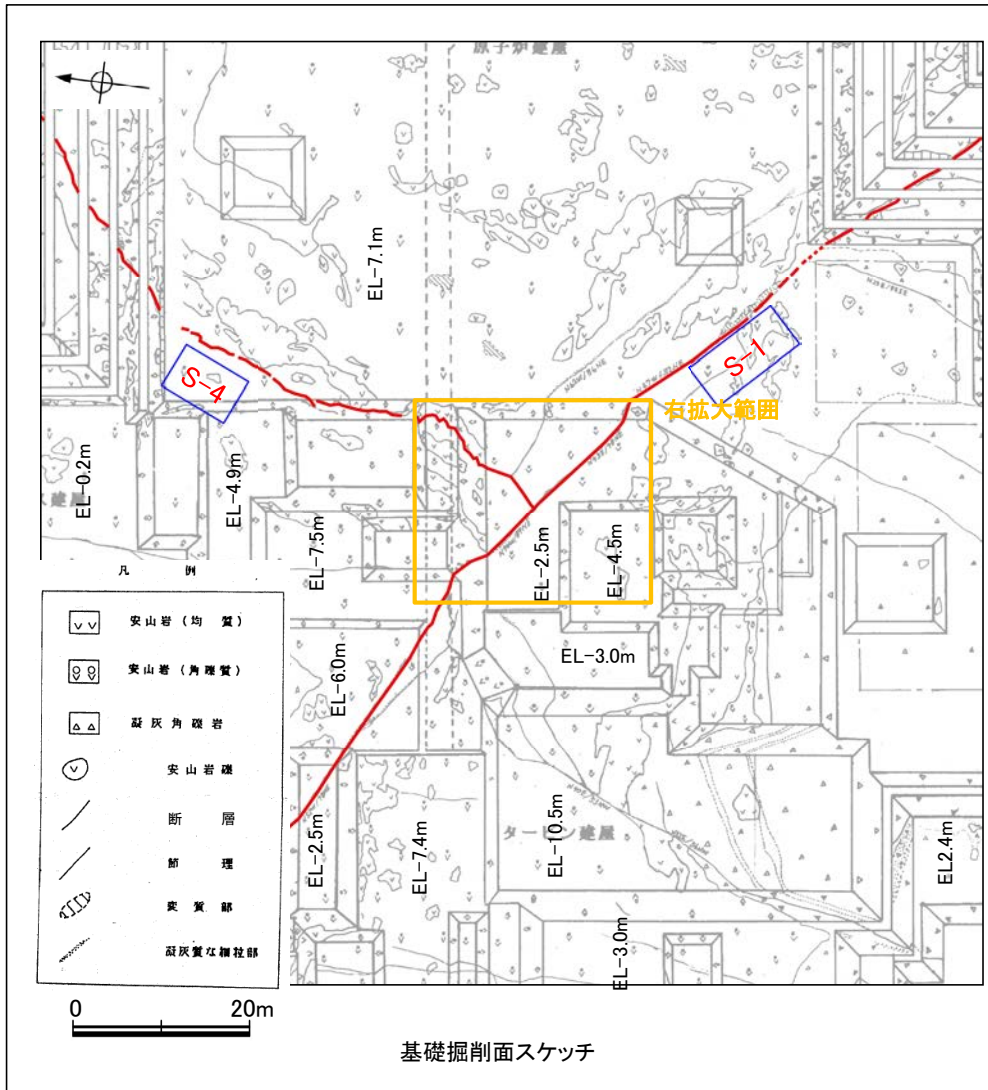 原子炉建屋
EL-7.1m
S-4
S-1
右拡大範囲
EL-0.2m
EL-4.9m
EL-7.5m
EL-2.5m
EL-4.5m
EL-3.0m
EL-6.0m
EL-2.5m
EL-7.4m
EL-10.5m
タービン建屋
EL2.4m
EL-3.0m
凡例
安山岩(均質)
安山岩(角礫質)
凝灰角礫岩
安山岩礫
断層
節理
変質部
凝灰質な細粒部
0 20m
基礎掘削面スケッチ